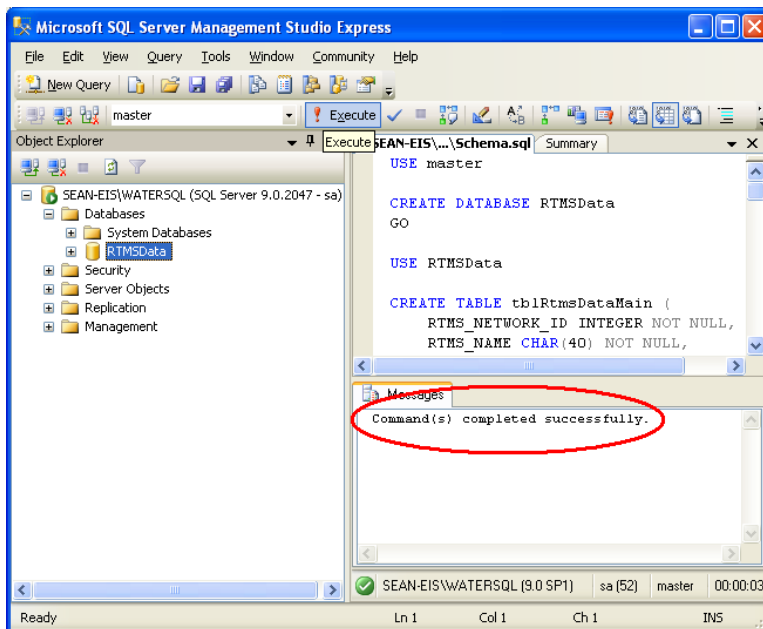 Microsoft SQL Server Management Studio Express
File Edit View Query Tools Window Community Help
New Query
master Execute
Object Explorer
Execute
SEAN-EIS\...\Schema.sql Summary
SEAN-EIS\WATERSQL (SQL Server 9.0.2047 - sa)
Databases
System Databases
RTMSData
Security
Server Objects
Replication
Management
USE master
CREATE DATABASE RTMSData
GO
USE RTMSData
CREATE TABLE tblRtmsDataMain (
RTMS_NETWORK_ID INTEGER NOT NULL,
RTMS_NAME CHAR(40) NOT NULL,
Messages
Command(s) completed successfully.
SEAN-EIS\WATERSQL (9.0 SP1) sa (52) master 00:00:03
Ready Ln 1 Col 1 Ch 1 INS